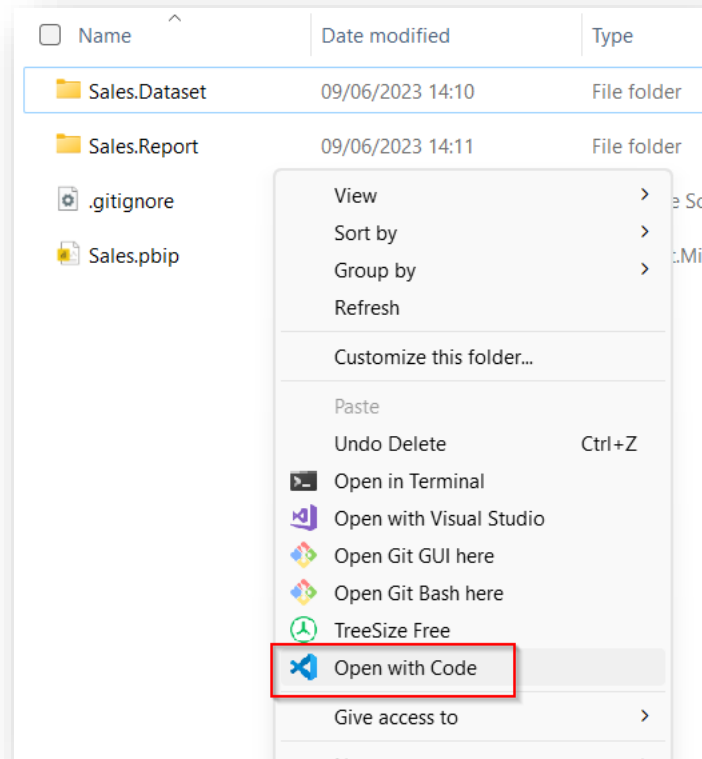 Name Date modified Type
Sales.Dataset 09/06/2023 14:10 File folder
Sales.Report 09/06/2023 14:11 File folder
.gitignore
Sales.pbip
View
Sort by
Group by
Refresh
Customize this folder...
Paste
Undo Delete Ctrl+Z
Open in Terminal
Open with Visual Studio
Open Git GUI here
Open Git Bash here
TreeSize Free
Open with Code
Give access to